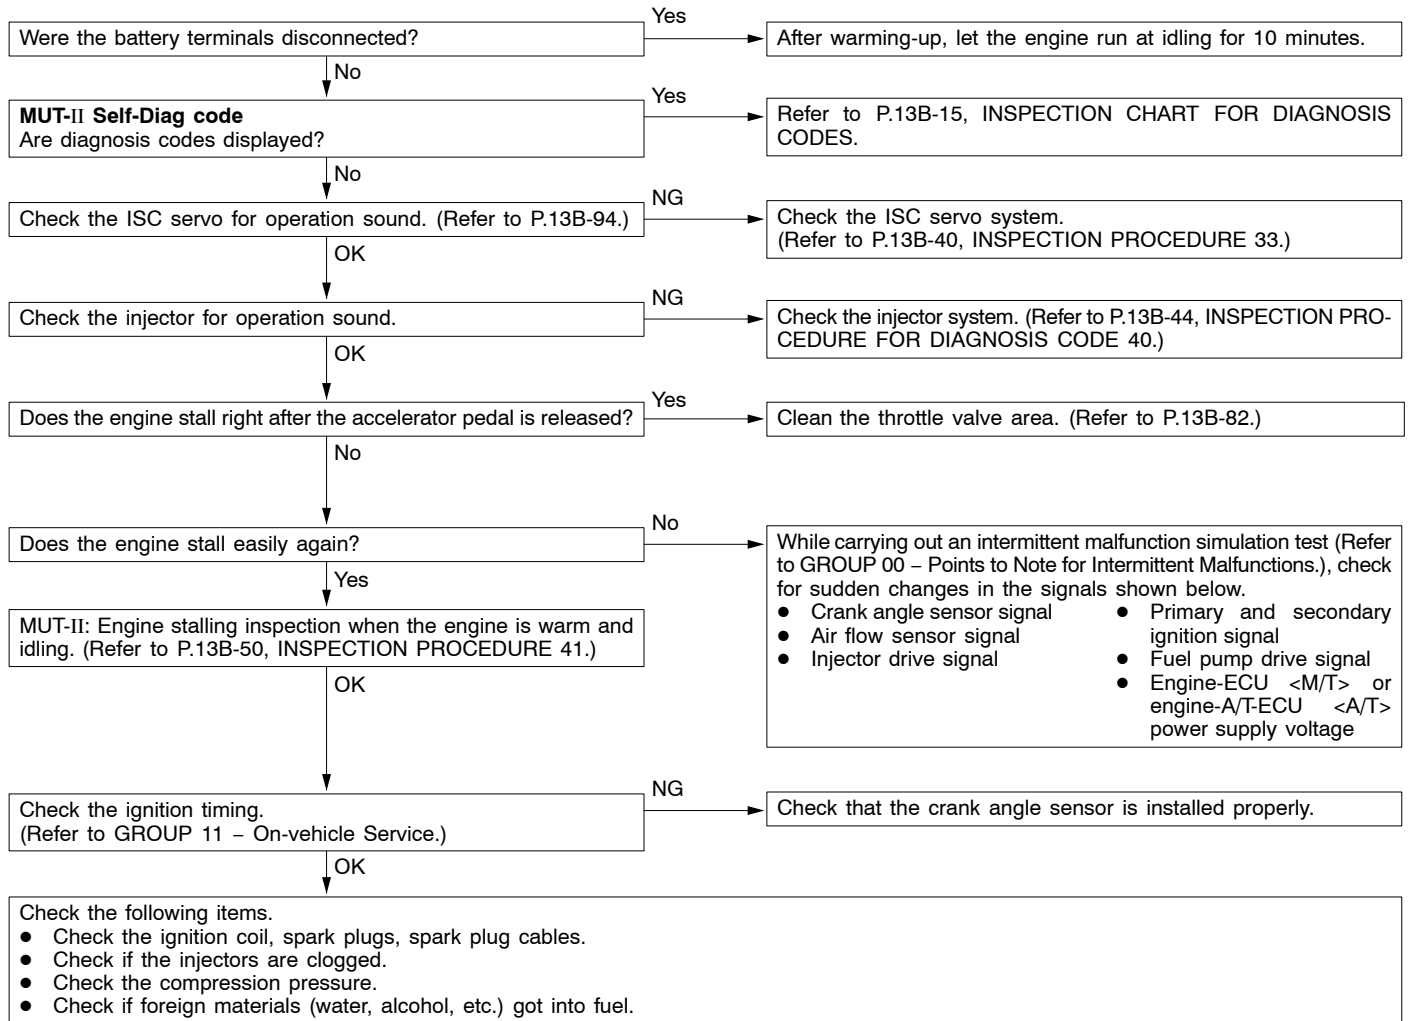 Were the battery terminals disconnected?
Yes
After warming-up, let the engine run at idling for 10 minutes.
No
MUT-II Self-Diag code
Are diagnosis codes displayed?
Yes
Refer to P.13B-15, INSPECTION CHART FOR DIAGNOSIS
CODES.
No
Check the ISC servo for operation sound. (Refer to P.13B-94.)
NG
Check the ISC servo system.
(Refer to P.13B-40, INSPECTION PROCEDURE 33.)
OK
Check the injector for operation sound.
NG
Check the injector system. (Refer to P.13B-44, INSPECTION PRO-
CEDURE FOR DIAGNOSIS CODE 40.)
OK
Does the engine stall right after the accelerator pedal is released?
Yes
Clean the throttle valve area. (Refer to P.13B-82.)
No
Does the engine stall easily again?
No
While carrying out an intermittent malfunction simulation test (Refer
to GROUP 00 – Points to Note for Intermittent Malfunctions.), check
for sudden changes in the signals shown below.
● Crank angle sensor signal
● Air flow sensor signal
● Injector drive signal
● Primary and secondary
ignition signal
● Fuel pump drive signal
● Engine-ECU <M/T> or
engine-A/T-ECU <A/T>
power supply voltage
Yes
MUT-II: Engine stalling inspection when the engine is warm and
idling. (Refer to P.13B-50, INSPECTION PROCEDURE 41.)
OK
Check the ignition timing.
(Refer to GROUP 11 – On-vehicle Service.)
NG
Check that the crank angle sensor is installed properly.
OK
Check the following items.
● Check the ignition coil, spark plugs, spark plug cables.
● Check if the injectors are clogged.
● Check the compression pressure.
● Check if foreign materials (water, alcohol, etc.) got into fuel.